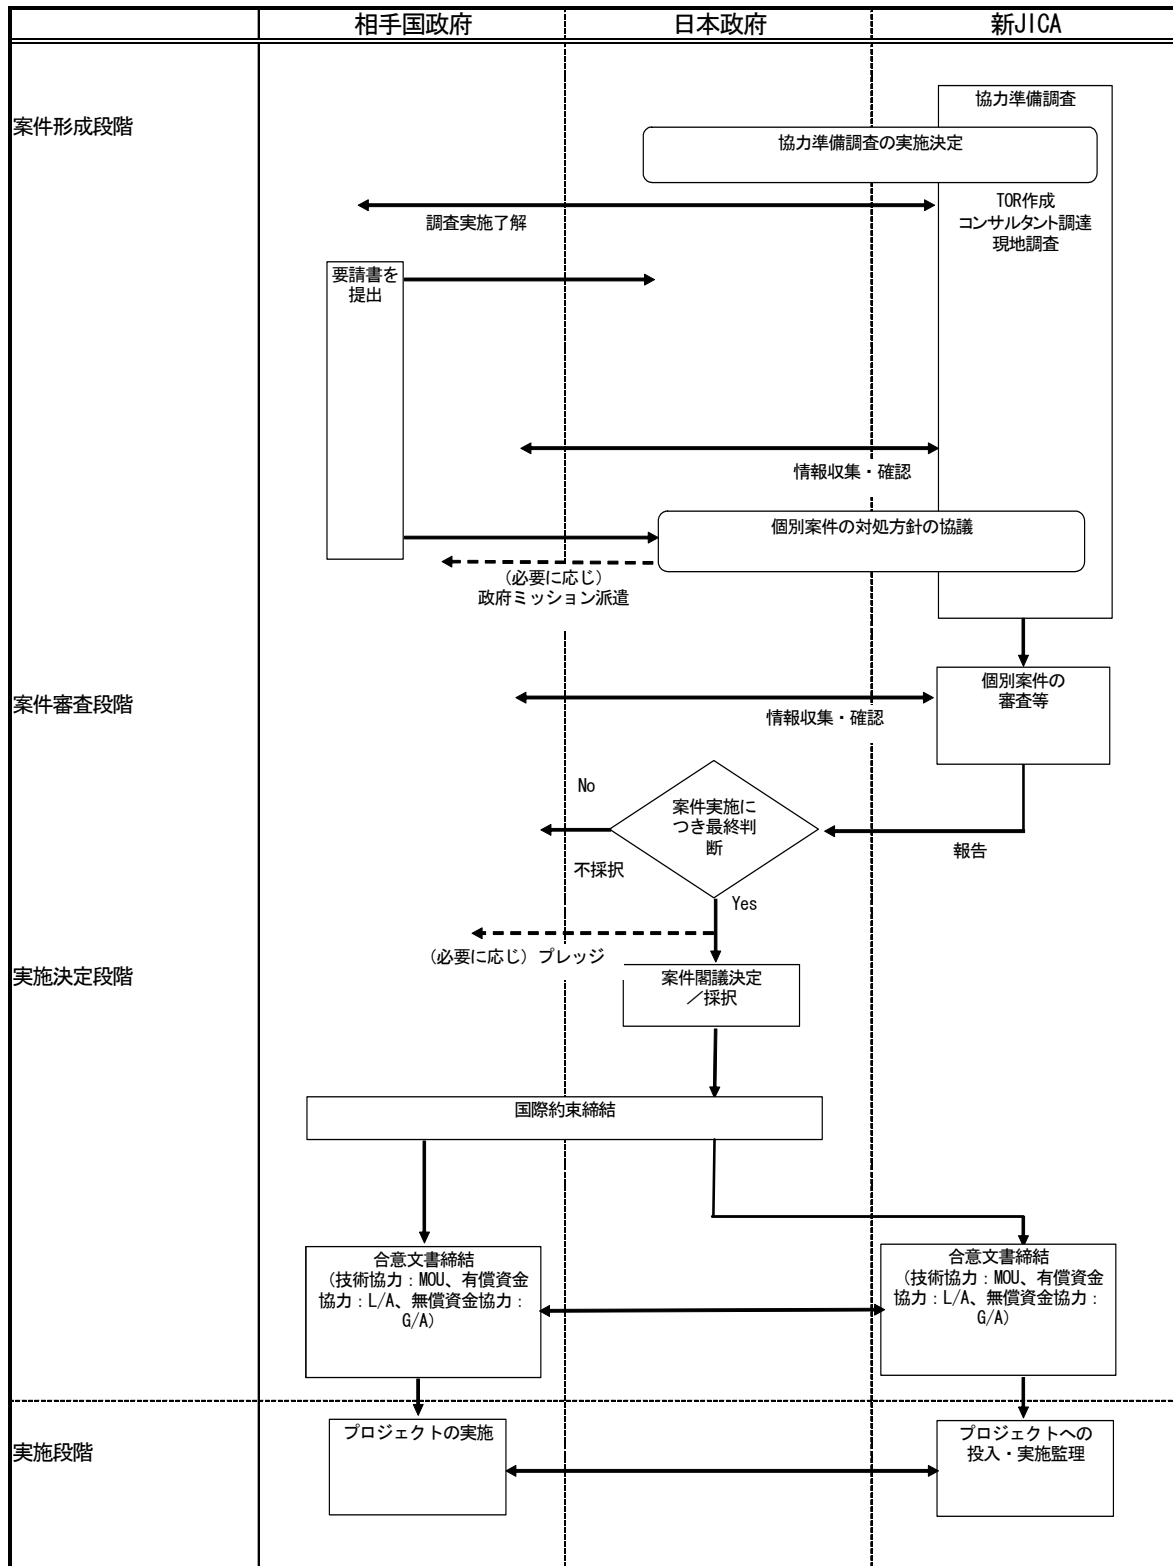 相手国政府
日本政府
新JICA
案件形成段階
協力準備調査
協力準備調査の実施決定
調査実施了解
TOR作成
コンサルタント調達
現地調査
要請書を
提出
情報収集・確認
個別案件の対処方針の協議
(必要に応じ)
政府ミッション派遣
案件審査段階
情報収集・確認
個別案件の
審査等
No
案件実施に
つき最終判
断
不採択
報告
Yes
(必要に応じ) プレッジ
実施決定段階
案件閣議決定
／採択
国際約束締結
合意文書締結
(技術協力：MOU、有償資金
協力：L/A、無償資金協力：
G/A)
合意文書締結
(技術協力：MOU、有償資金
協力：L/A、無償資金協力：
G/A)
実施段階
プロジェクトの実施
プロジェクトへの
投入・実施監理